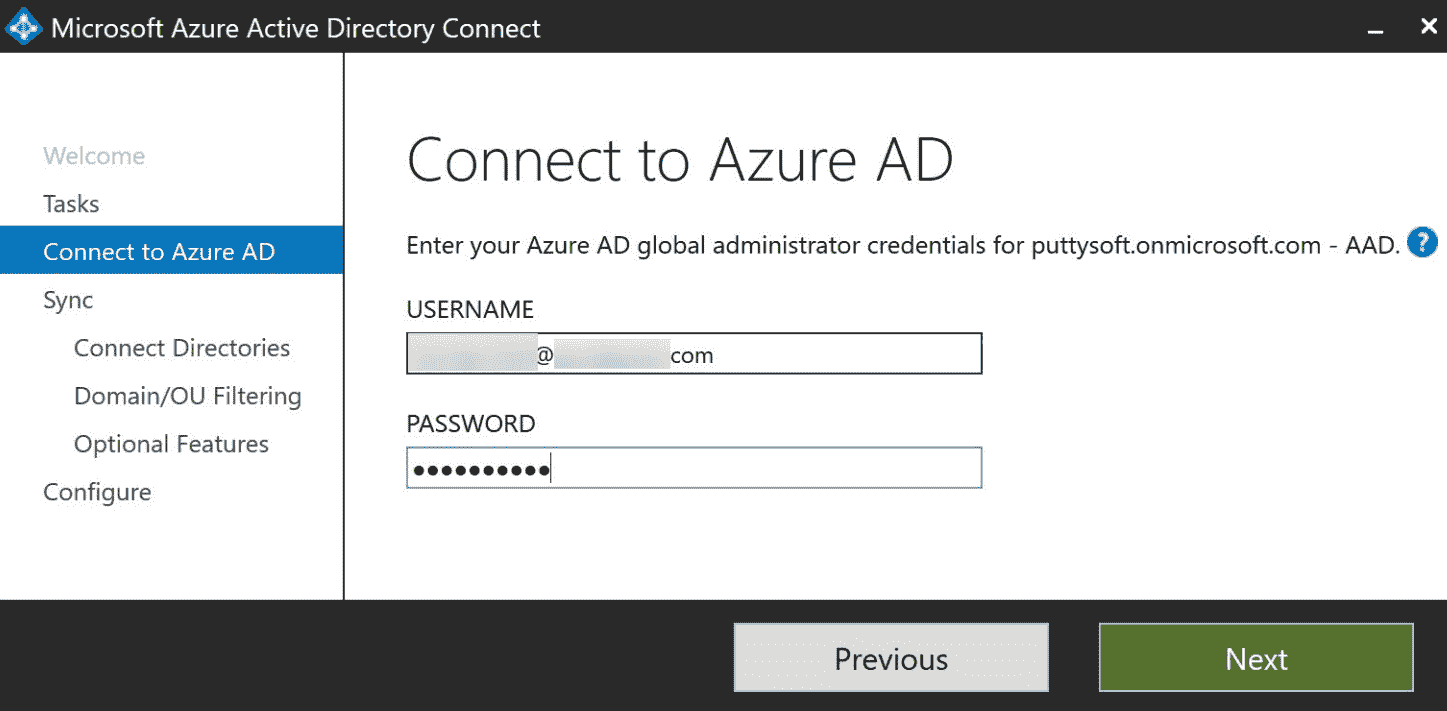 Microsoft Azure Active Directory Connect
Welcome
Tasks
Connect to Azure AD
Sync
Connect Directories
Domain/OU Filtering
Optional Features
Configure
Connect to Azure AD
Enter your Azure AD global administrator credentials for puttysoft.onmicrosoft.com - AAD. ?
USERNAME
@ com
PASSWORD
●●●●●●●●●●
Previous
Next